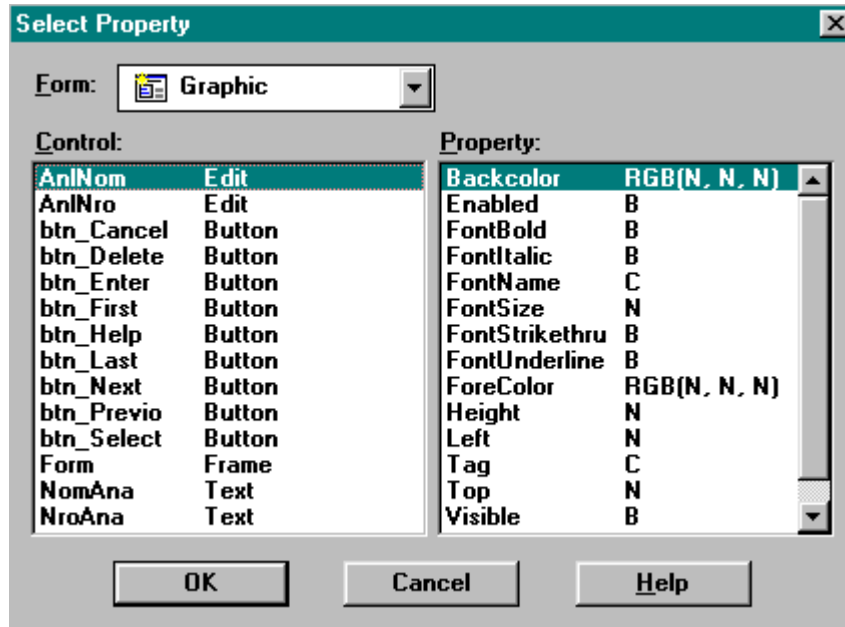 Select Property
Form: Graphic
Control: Property:
AnlNom Edit Backcolor RGB(N, N, N)
AnlNro Edit Enabled B
btn_Cancel Button FontBold B
btn_Delete Button FontItalic B
btn_Enter Button FontName C
btn_First Button FontSize N
btn_Help Button FontStrikethru B
btn_Last Button FontUnderline B
btn_Next Button ForeColor RGB(N, N, N)
btn_Previo Button Height N
btn_Select Button Left N
Form Frame Tag C
NomAna Text Top N
NroAna Text Visible B
OK Cancel Help